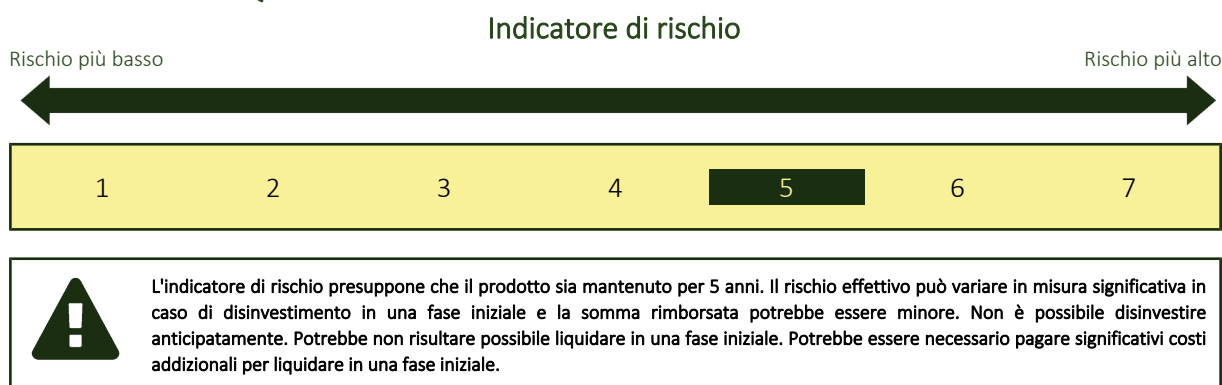 Indicatore di rischio
Rischio più basso
Rischio più alto
1 2 3 4 5 6 7
L'indicatore di rischio presuppone che il prodotto sia mantenuto per 5 anni. Il rischio effettivo può variare in misura significativa in
caso di disinvestimento in una fase iniziale e la somma rimborsata potrebbe essere minore. Non è possibile disinvestire
anticipatamente. Potrebbe non risultare possibile liquidare in una fase iniziale. Potrebbe essere necessario pagare significativi costi
addizionali per liquidare in una fase iniziale.